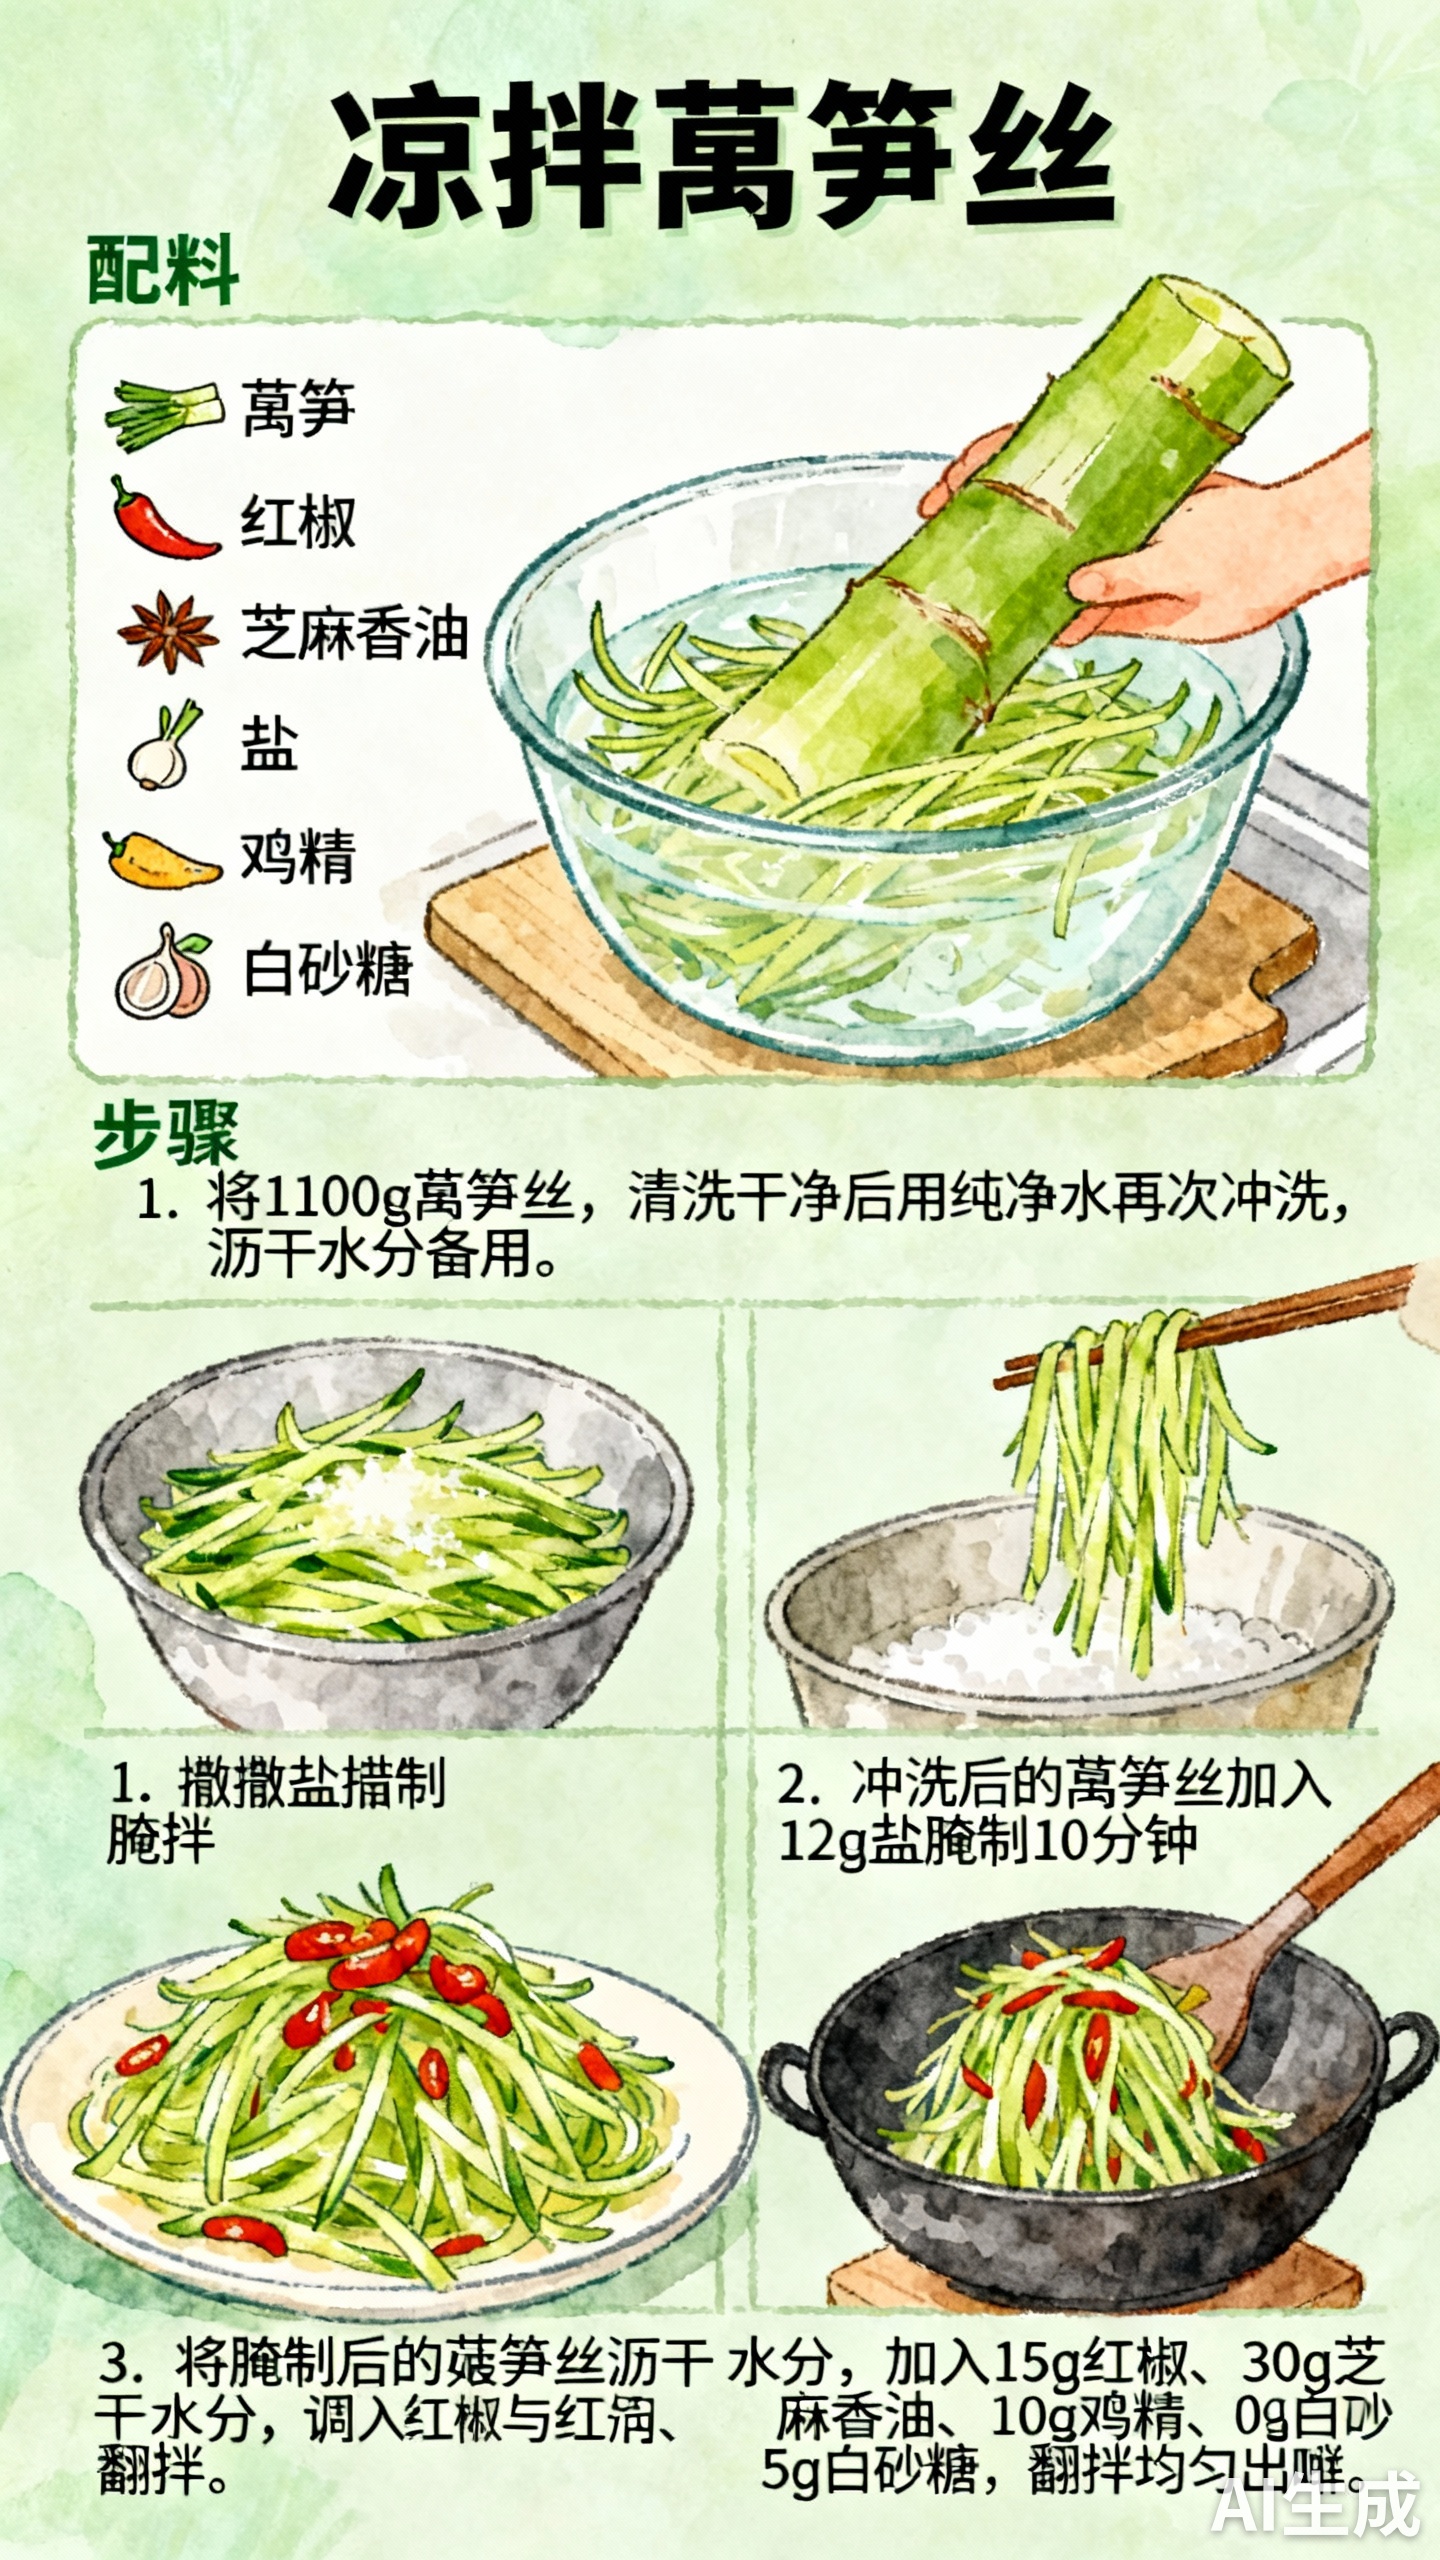 凉拌萬笋丝
配料
萬笋
红椒
芝麻香油
盐
鸡精
白砂糖
步骤
1. 将1100g萬笋丝，清洗干净后用纯净水再次冲洗，
沥干水分备用。
1. 撒撒盐制
腌拌
2. 冲洗后的萬笋丝加入
12g盐腌制10分钟
3. 将腌制后的笋丝沥干
干水分，调入红椒与红、
翻拌。
水分，加入15g红椒、30g芝
麻香油、10g鸡精、0g白砂
5g白砂糖，翻拌均匀出。
AI生成